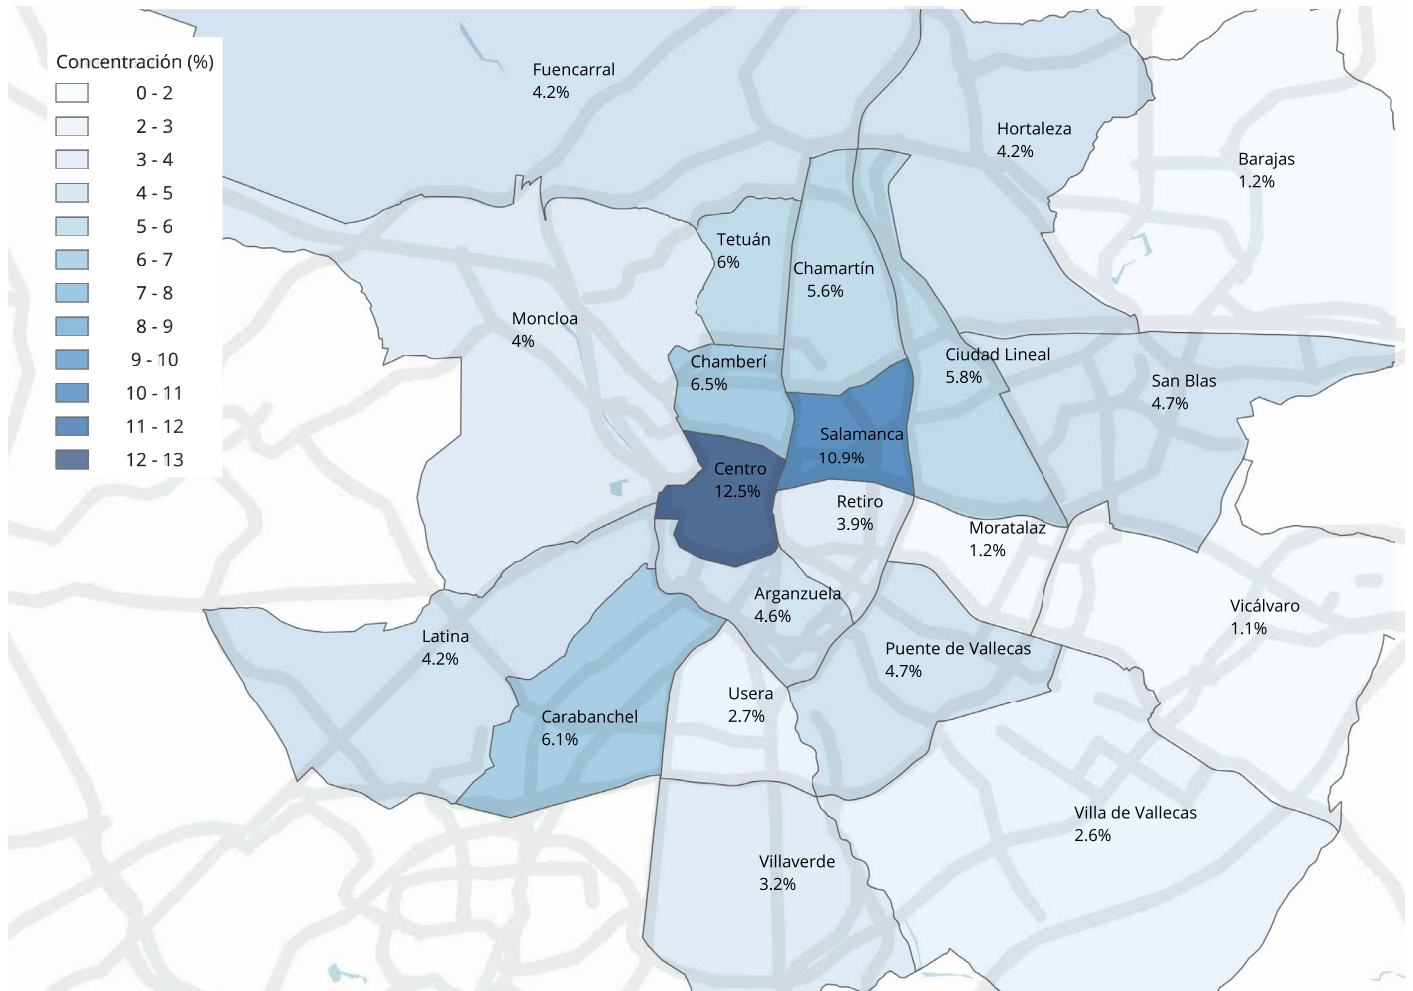 Concentración (%)
0 - 2
2 - 3
3 - 4
4 - 5
5 - 6
6 - 7
7 - 8
8 - 9
9 - 10
10 - 11
11 - 12
12 - 13
Fuencarral
4.2%
Hortaleza
4.2%
Barajas
1.2%
Tetuán
6%
Chamartín
5.6%
Moncloa
4%
Chamberí
6.5%
Ciudad Lineal
5.8%
San Blas
4.7%
Salamanca
10.9%
Centro
12.5%
Retiro
3.9%
Moratalaz
1.2%
Arganzuela
4.6%
Vicálvaro
1.1%
Latina
4.2%
Puente de Vallecas
4.7%
Usera
2.7%
Carabanchel
6.1%
Villa de Vallecas
2.6%
Villaverde
3.2%